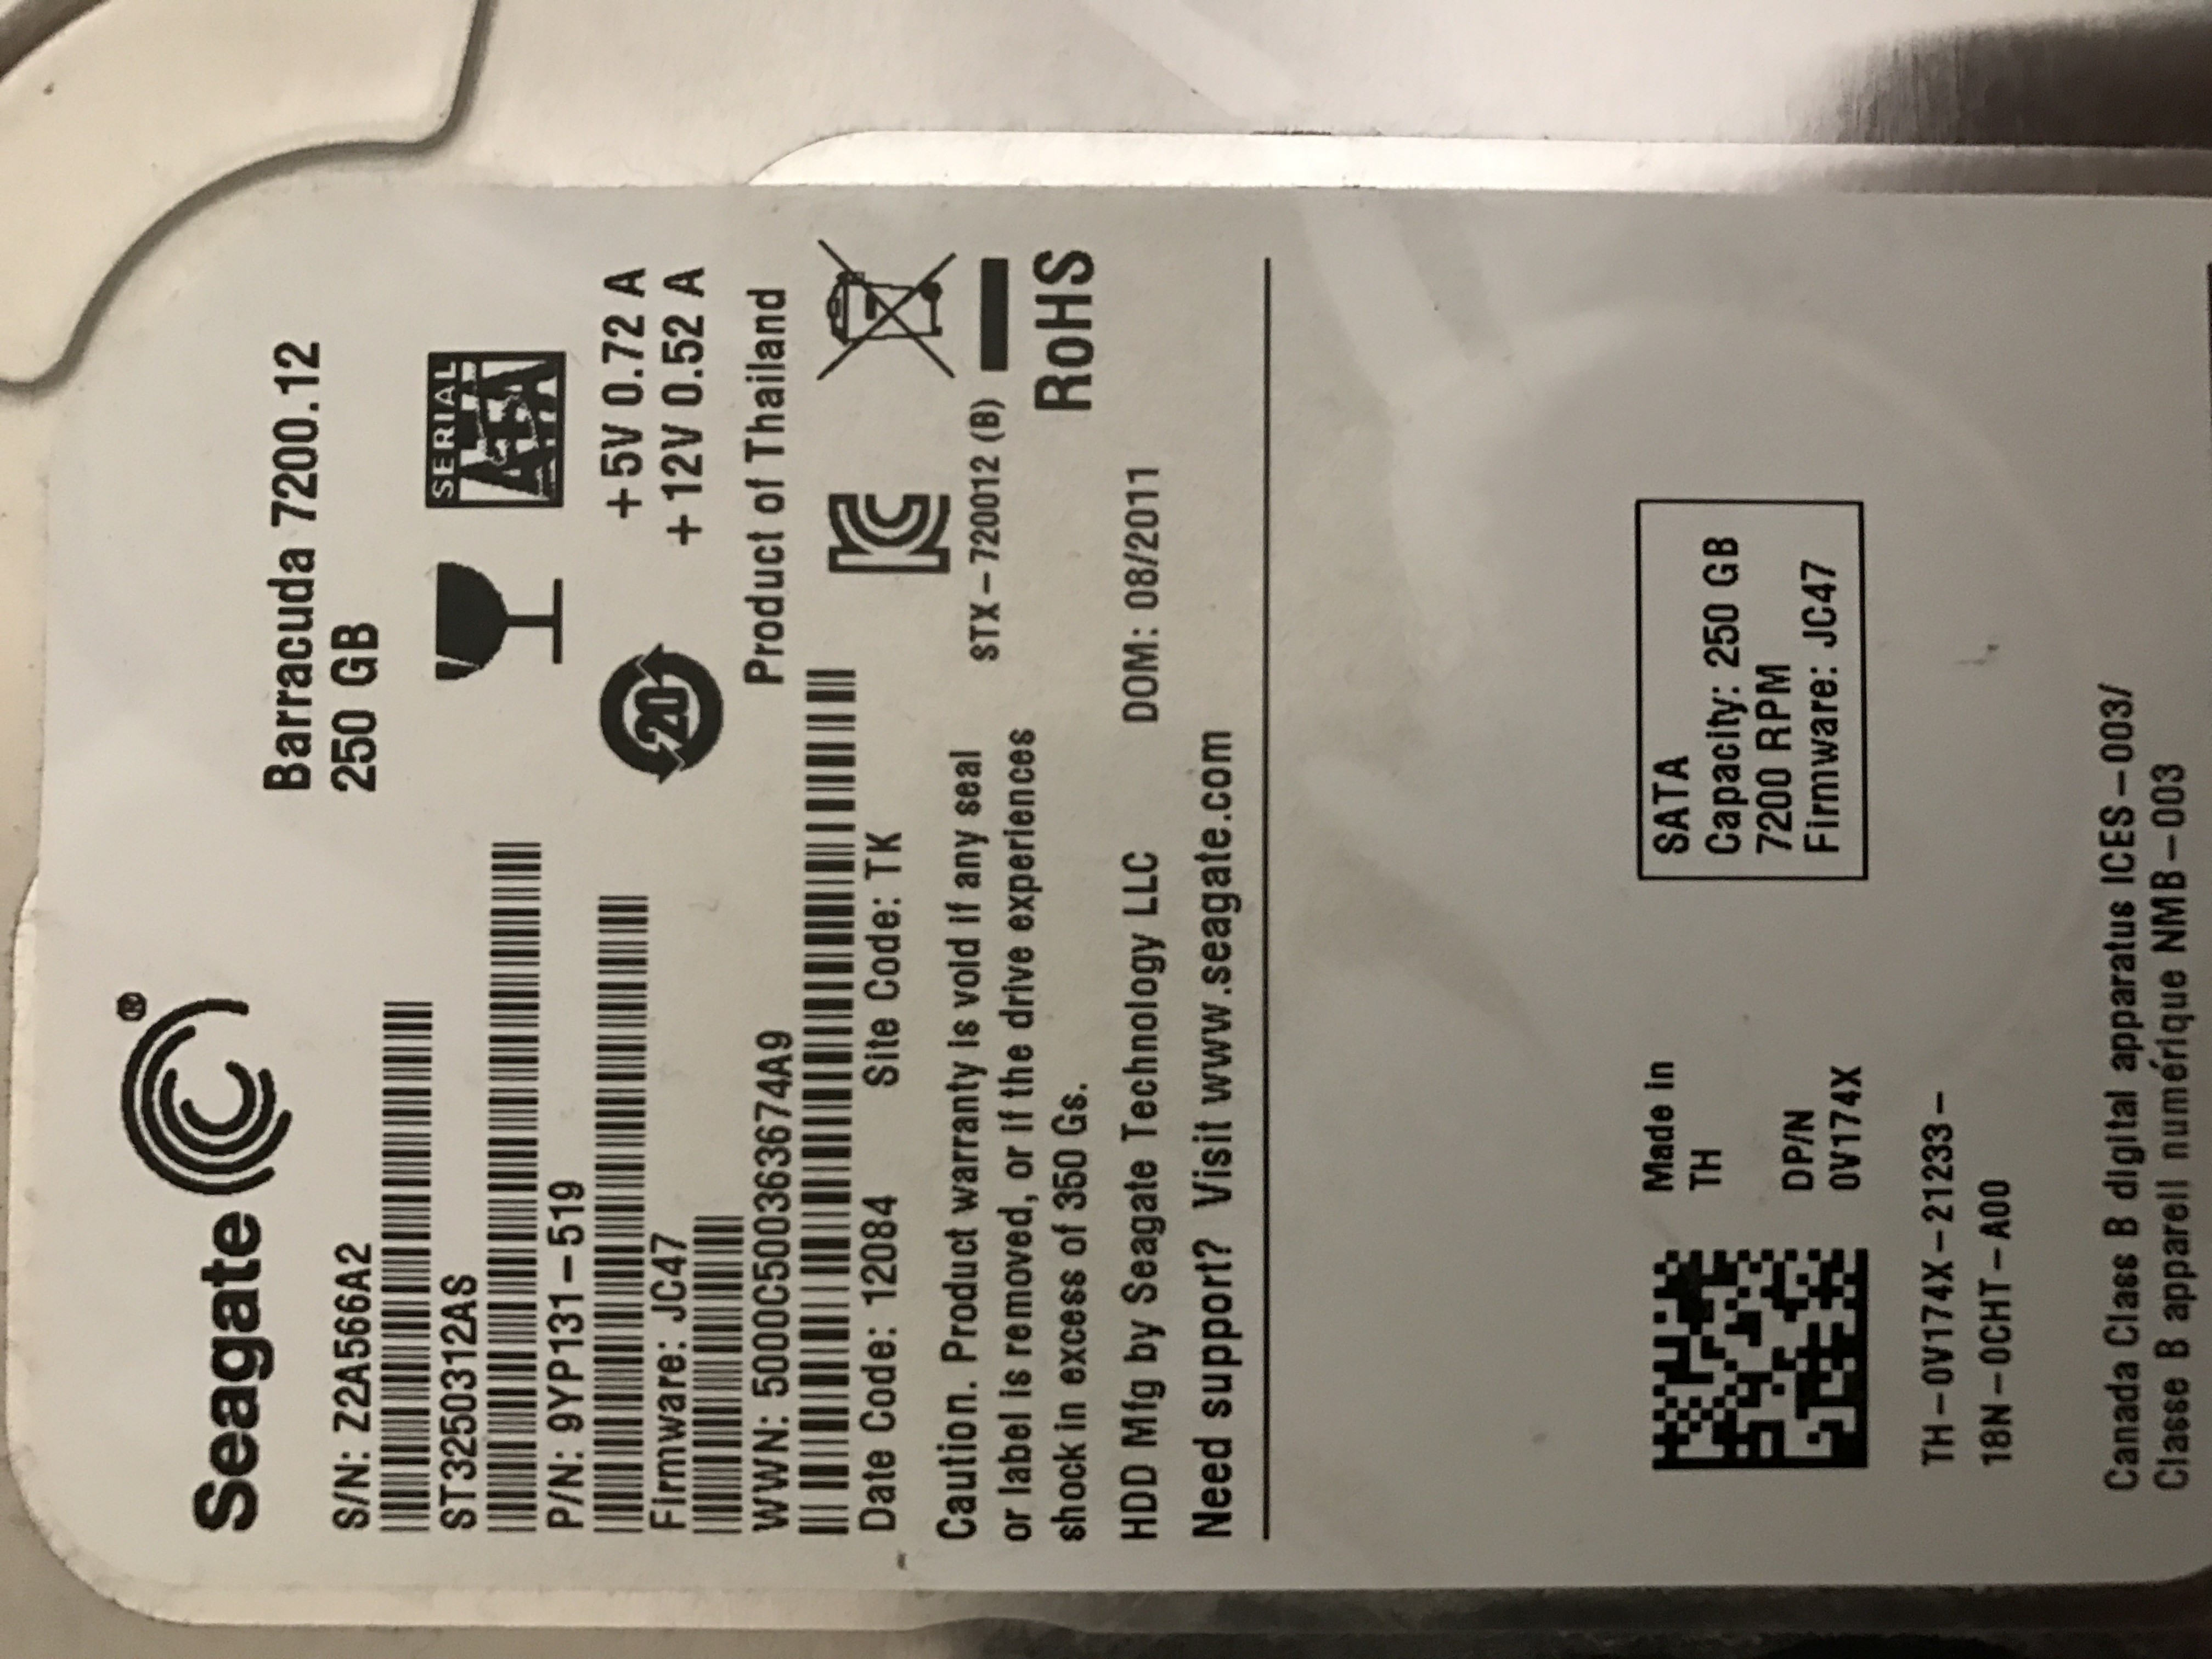 Seagate ®
Barracuda 7200.12
250 GB
S/N: Z2A566A2
ST3250312AS
P/N: 9YP131-519
Firmware: JC47
WWN: 5000C500363674A9
Date Code: 12084 Site Code: TK
SERIAL
ATA
20
+5V 0.72 A
+12V 0.52 A
Product of Thailand
STX-720012 (B)
RoHS
Caution. Product warranty is void if any seal
or label is removed, or if the drive experiences
shock in excess of 350 Gs.
HDD Mfg by Seagate Technology LLC DOM: 08/2011
Need support? Visit www.seagate.com
Made in
TH
DP/N
0V174X
SATA
Capacity: 250 GB
7200 RPM
Firmware: JC47
TH-0V174X-21233-
18N-0CHT-A00
Canada Class B digital apparatus ICES-003/
Classe B appareil numérique NMB-003